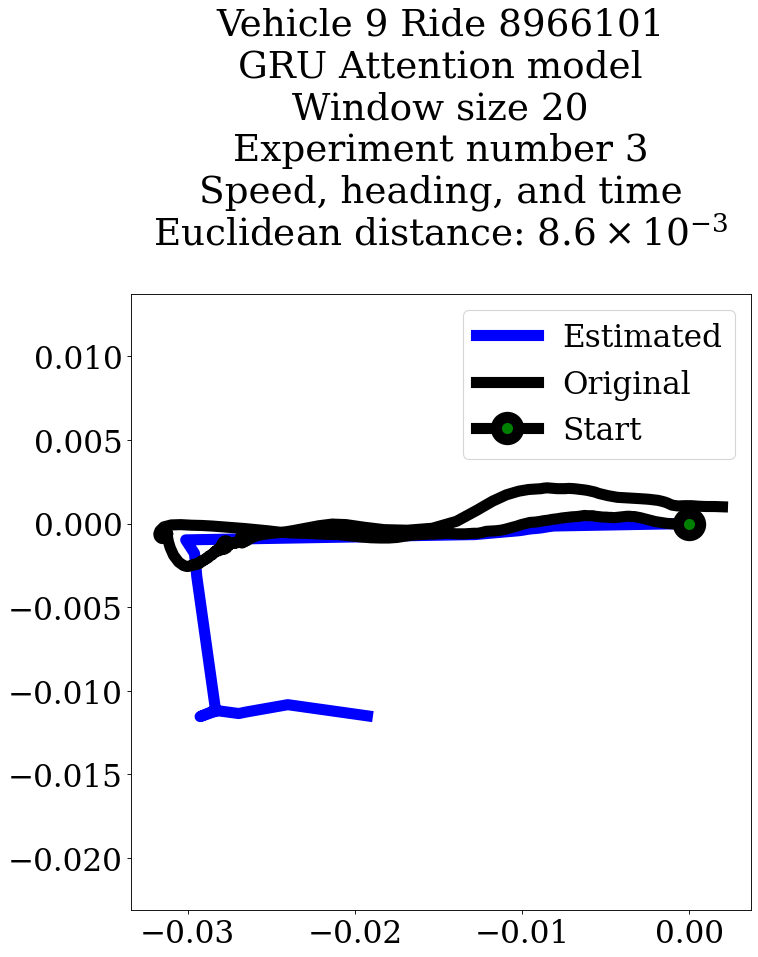 Vehicle 9 Ride 8966101
GRU Attention model
Window size 20
Experiment number 3
Speed, heading, and time
Euclidean distance: 8.6 × 10⁻³
Estimated
Original
Start
0.010
0.005
0.000
−0.005
−0.010
−0.015
−0.020
−0.03 −0.02 −0.01 0.00